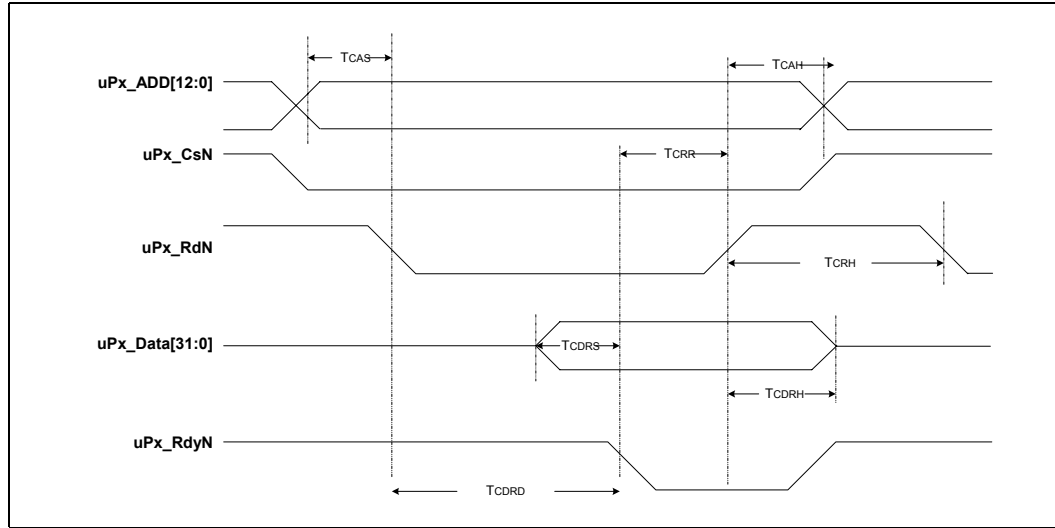 TCAS
TCAH
uPx_ADD[12:0]
uPx_CsN
TCRR
uPx_RdN
TCRH
uPx_Data[31:0]
TCDRS
TCDRH
uPx_RdyN
TCDRD